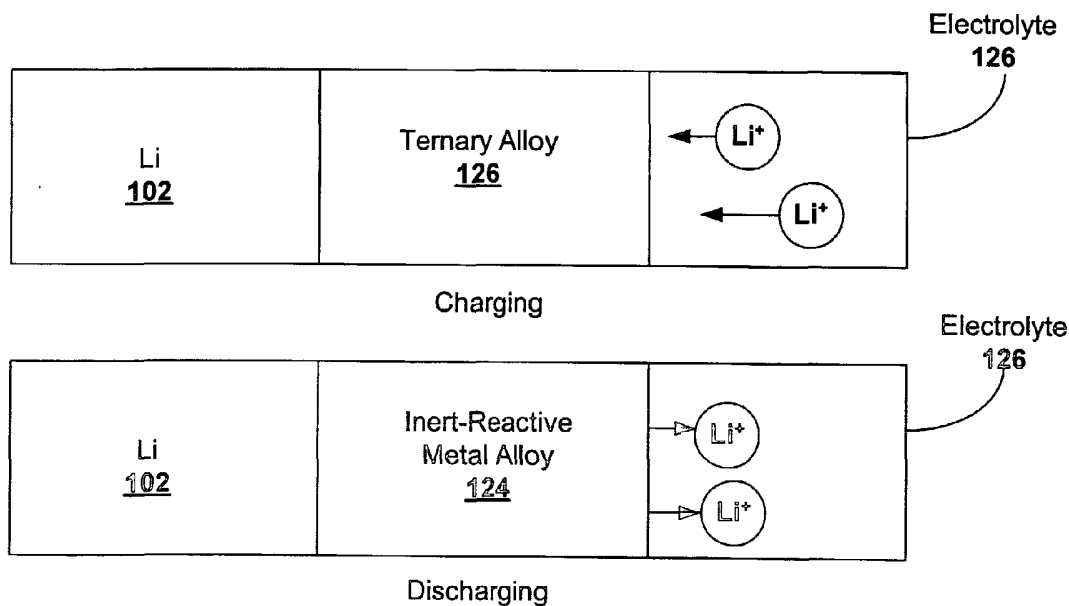 Electrolyte
126
Li
102
Ternary Alloy
126
Li⁺
Li⁺
Charging
Electrolyte
126
Li
102
Inert-Reactive
Metal Alloy
124
Li⁺
Li⁺
Discharging